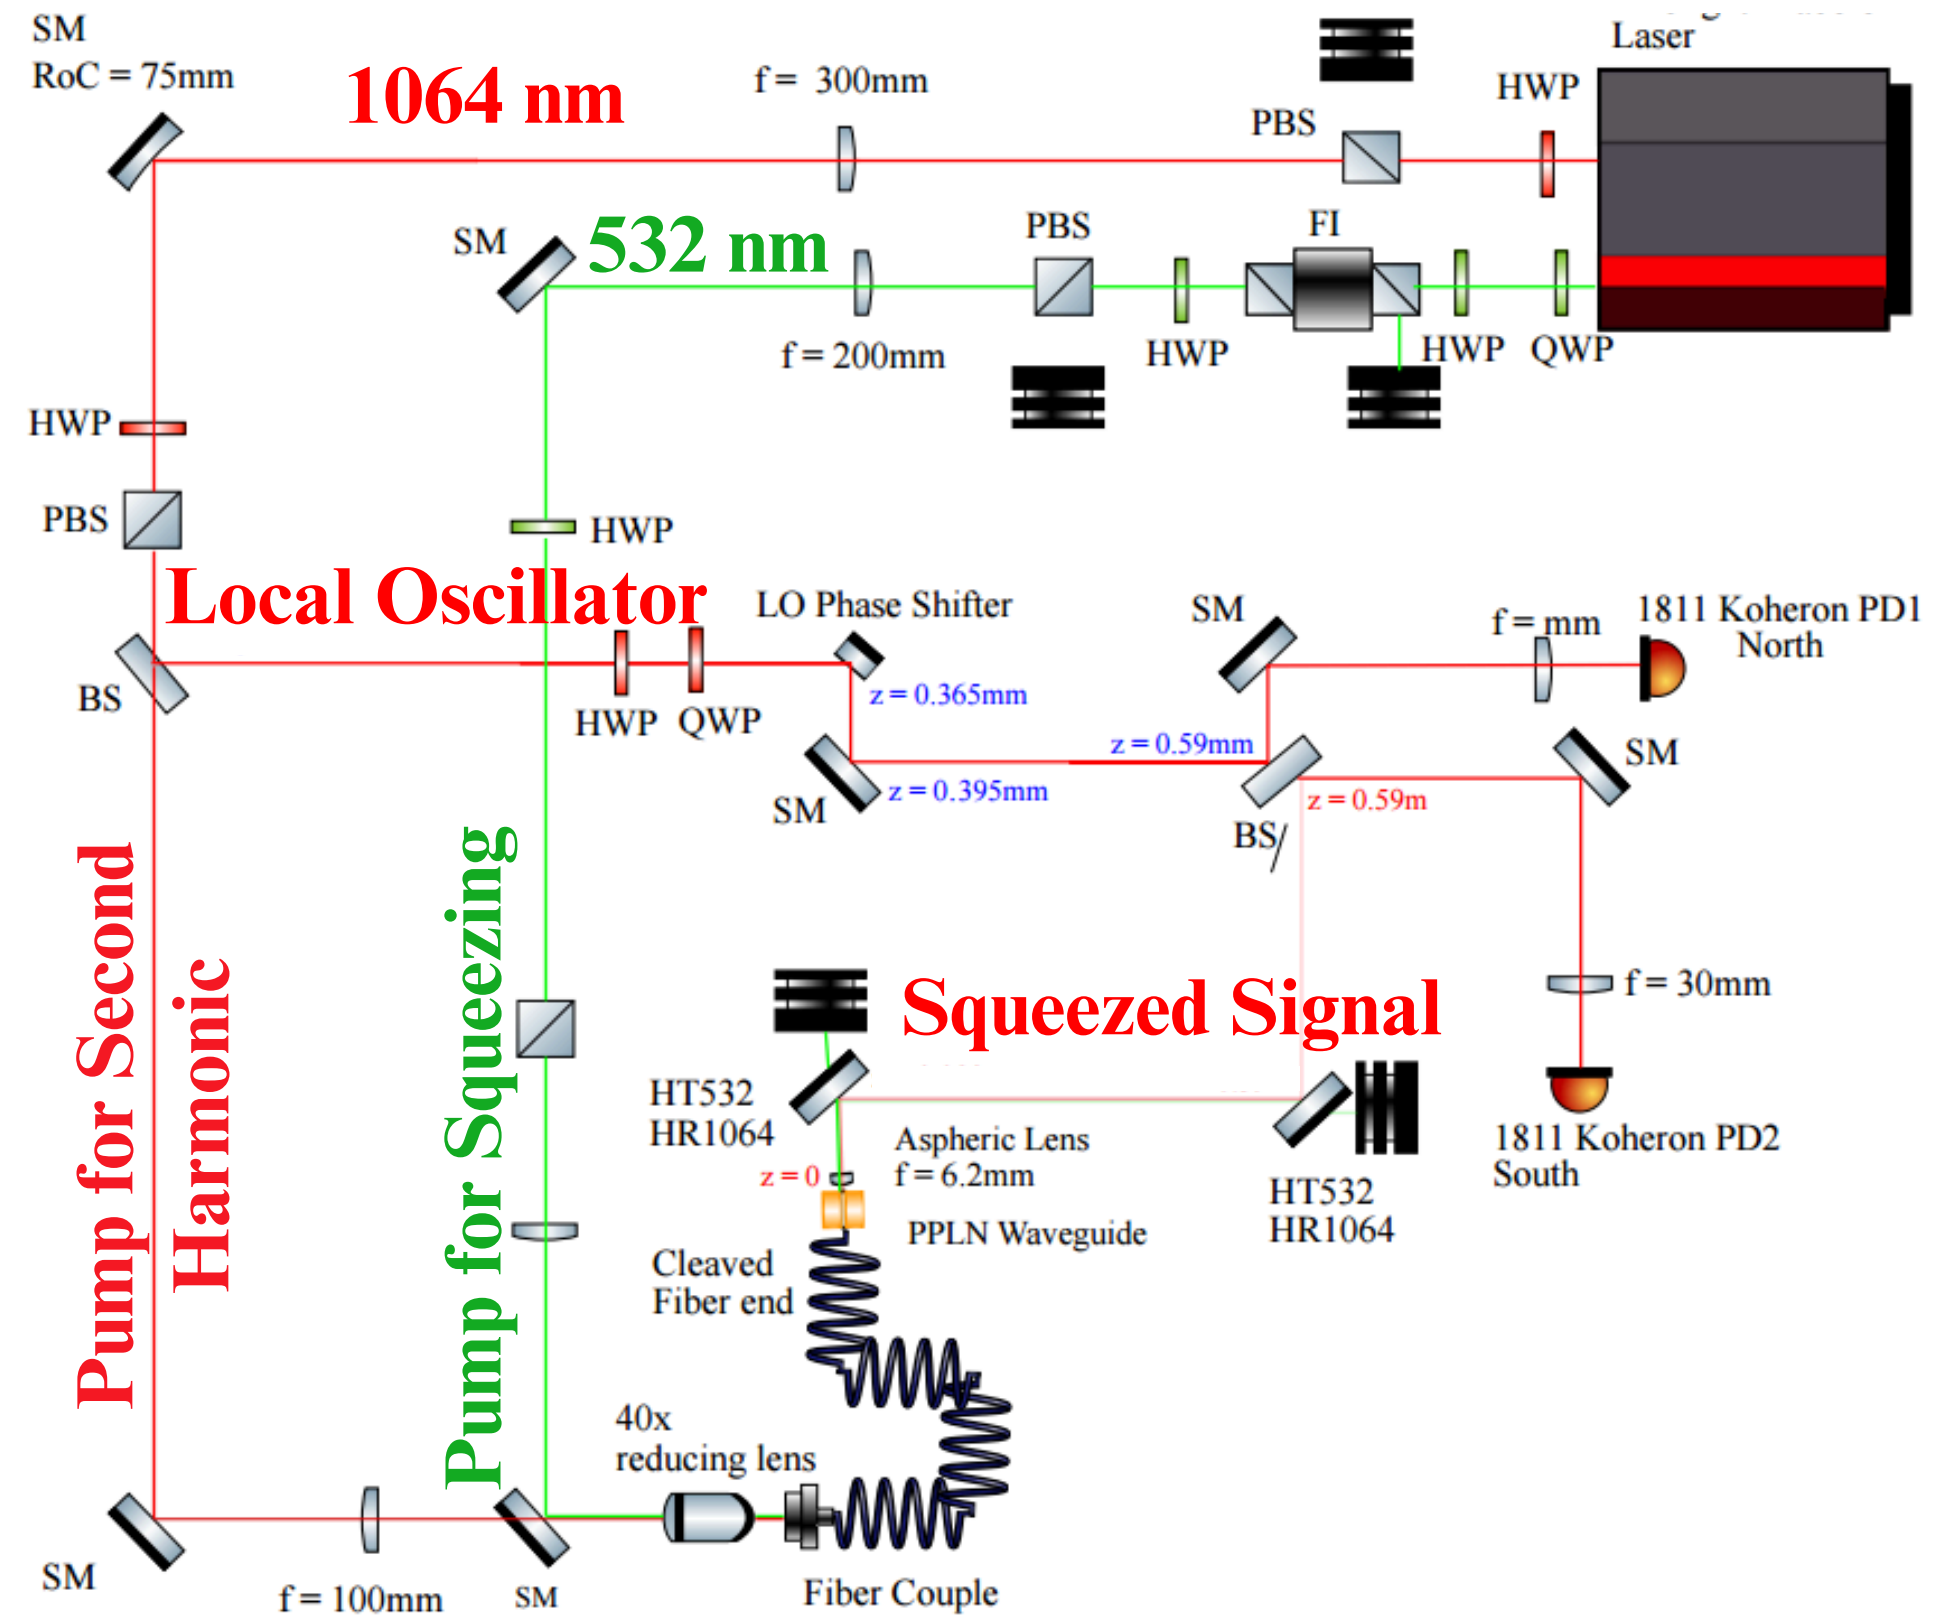 SM
RoC = 75mm
1064 nm
f = 300mm
PBS
HWP
Laser
SM
532 nm
f = 200mm
PBS
HWP
FI
HWP
QWP
HWP
PBS
HWP
Local Oscillator
BS
HWP
QWP
LO Phase Shifter
z = 0.365mm
SM
z = 0.395mm
z = 0.59mm
SM
f = mm
1811 Koheron PD1
North
SM
BS/
z = 0.59m
f = 30mm
1811 Koheron PD2
South
Pump for Second
Harmonic
Pump for Squeezing
Squeezed Signal
HT532
HR1064
z = 0
Aspheric Lens
f = 6.2mm
PPLN Waveguide
HT532
HR1064
Cleaved
Fiber end
40x
reducing lens
Fiber Couple
SM
f = 100mm
SM